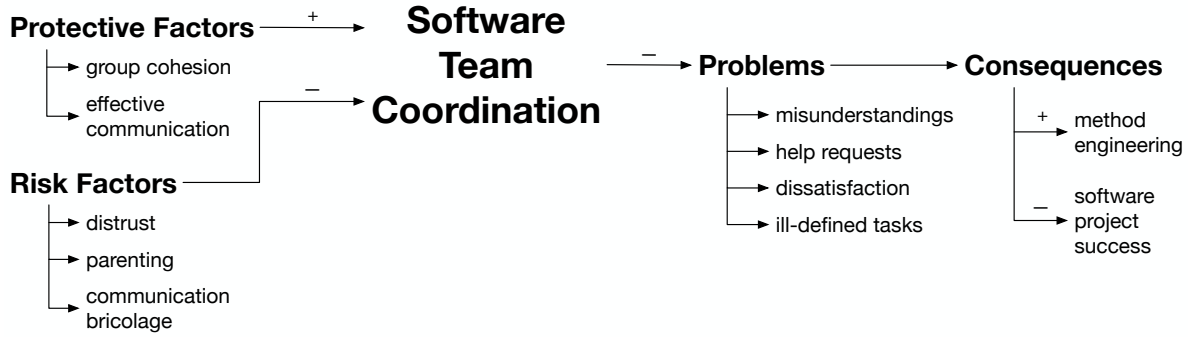 Protective Factors
+
group cohesion
effective
communication
Risk Factors
distrust
parenting
communication
bricolage
–
Software
Team
Coordination
–
Problems
misunderstandings
help requests
dissatisfaction
ill-defined tasks
Consequences
+
method
engineering
–
software
project
success